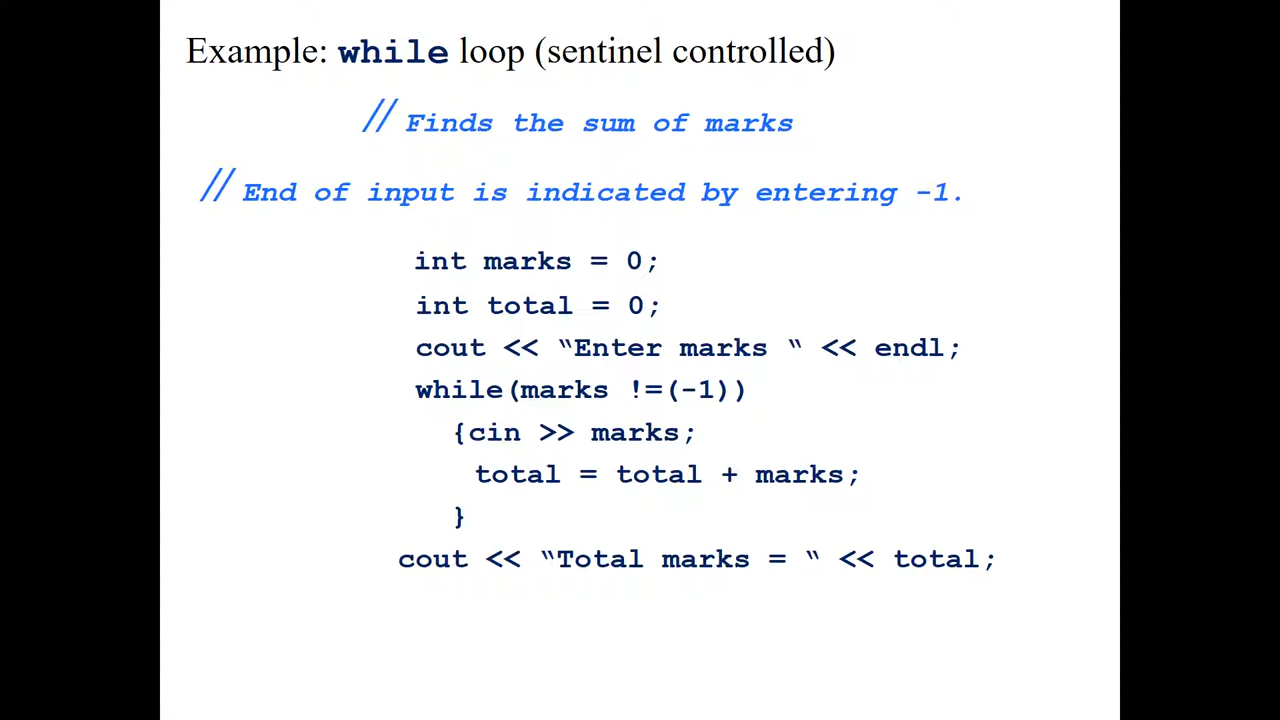 Example: while loop (sentinel controlled)
// Finds the sum of marks
// End of input is indicated by entering -1.
int marks = 0;
int total = 0;
cout << “Enter marks “ << endl;
while(marks !=(-1))
{cin >> marks;
total = total + marks;
}
cout << “Total marks = “ << total;